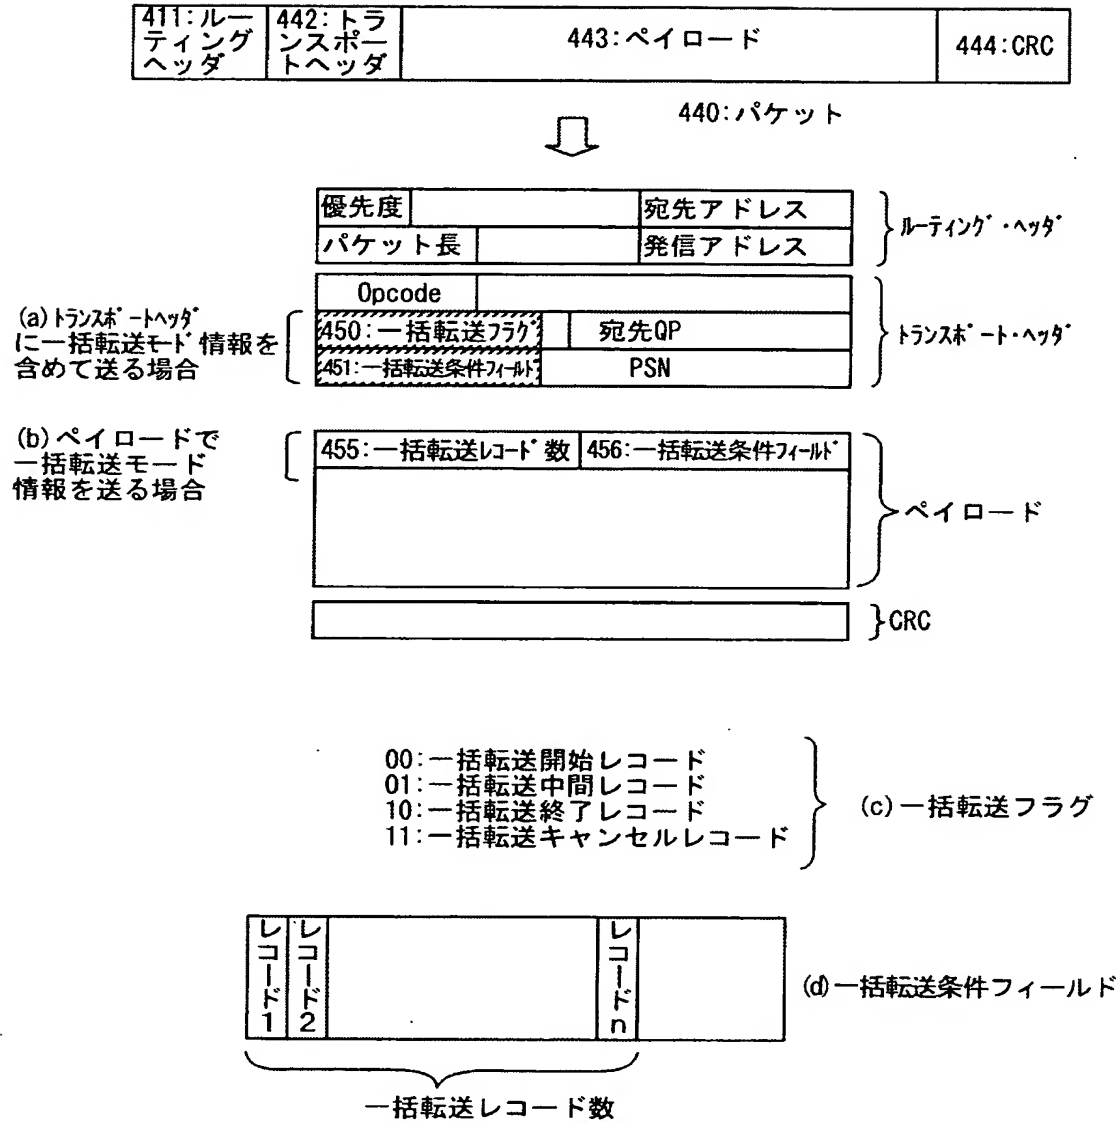 411:ルー
ティング
ヘッダ
442:トラ
ンスポー
トヘッダ
443:ペイロード
444:CRC
440:パケット
優先度
宛先アドレス
パケット長
発信アドレス
ルーティング・ヘッダ
Opcode
(a)トランスポートヘッダ
に一括転送モード情報を
含めて送る場合
450:一括転送フラグ
宛先QP
451:一括転送条件フィールド
PSN
トランスポート・ヘッダ
(b)ペイロードで
一括転送モード
情報を送る場合
455:一括転送レコード数
456:一括転送条件フィールド
ペイロード
CRC
00:一括転送開始レコード
01:一括転送中間レコード
10:一括転送終了レコード
11:一括転送キャンセルレコード
(c)一括転送フラグ
レコード1
レコード2
レコードn
(d)一括転送条件フィールド
一括転送レコード数